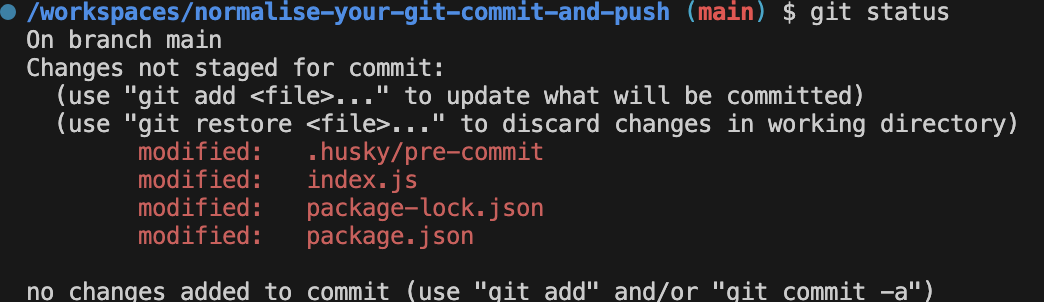 /workspaces/normalise-your-git-commit-and-push (main) $ git status
On branch main
Changes not staged for commit:
  (use "git add <file>..." to update what will be committed)
  (use "git restore <file>..." to discard changes in working directory)
        modified:   .husky/pre-commit
        modified:   index.js
        modified:   package-lock.json
        modified:   package.json

no changes added to commit (use "git add" and/or "git commit -a")